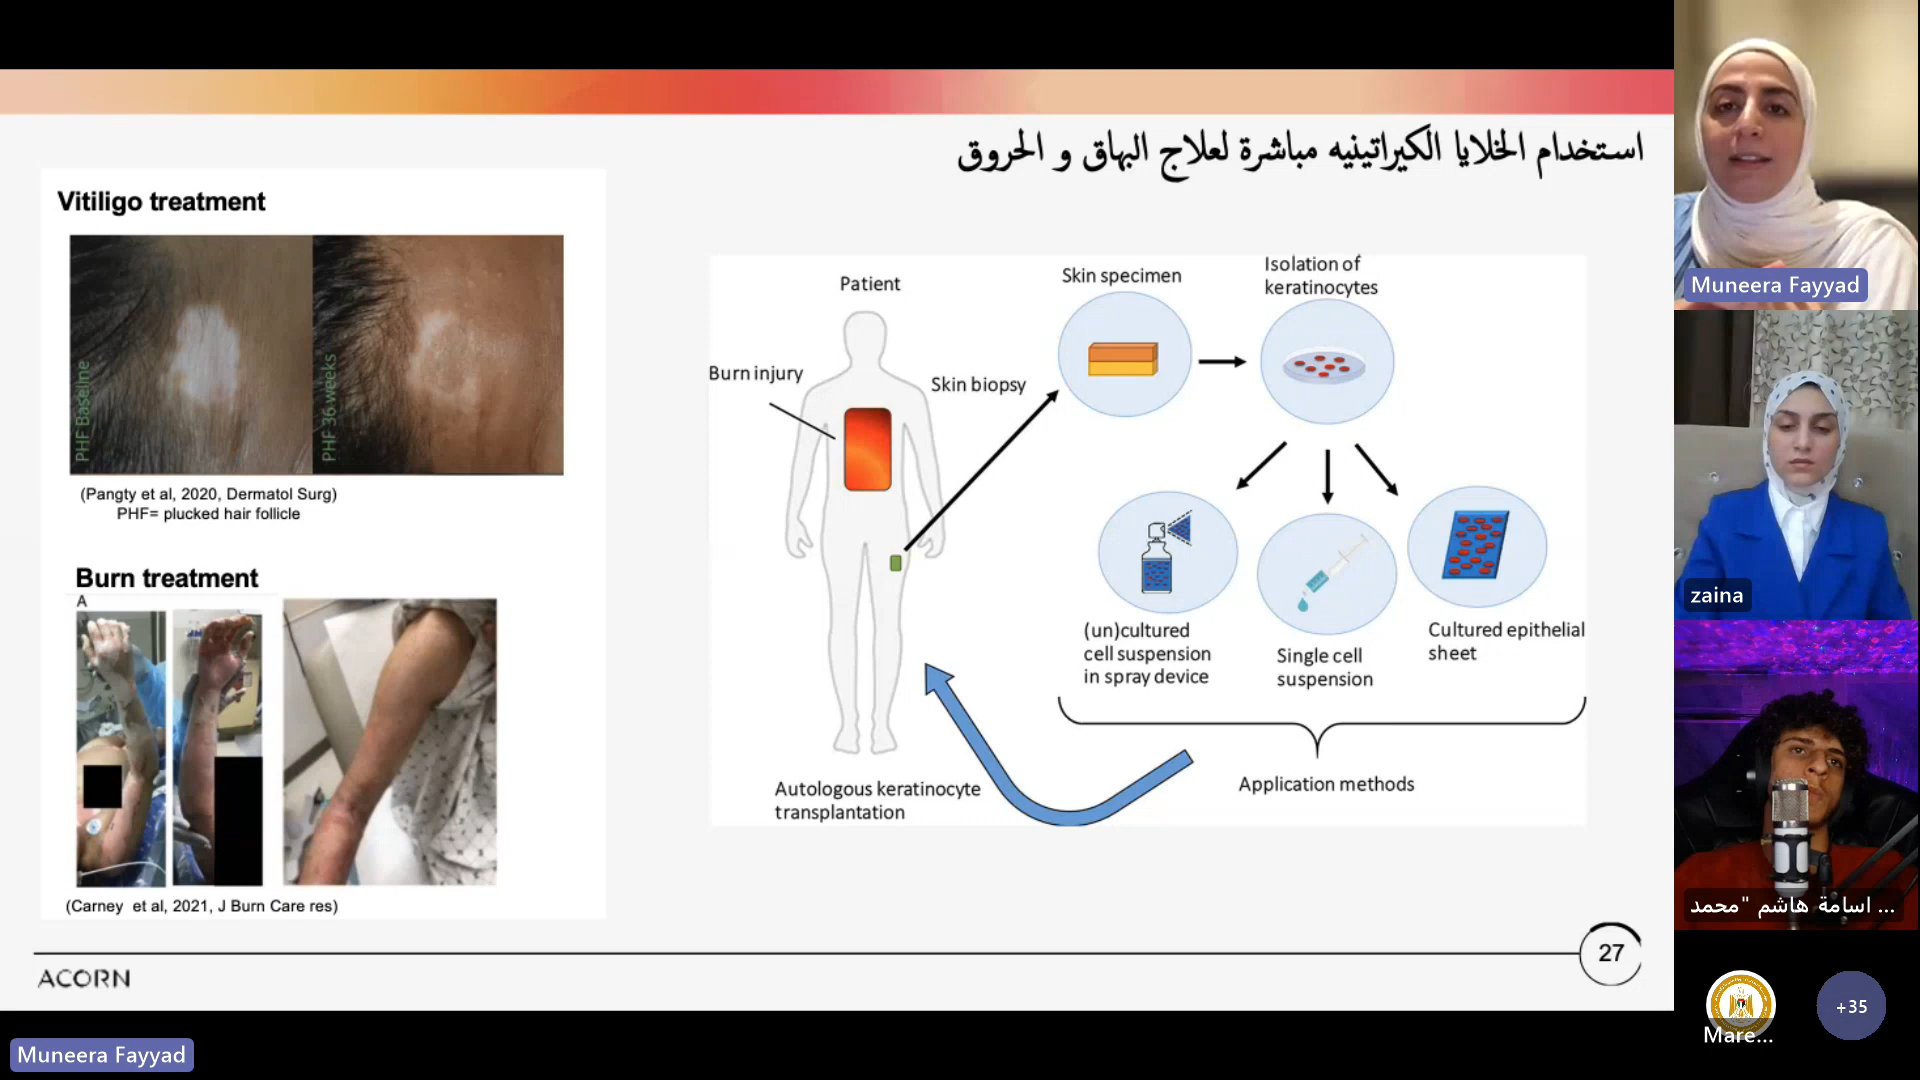 استخدام الخلايا الكيراتينيه مباشرة لعلاج البهاق و الحروق
Vitiligo treatment
PHF Baseline
PHF 36 weeks
(Pangty et al, 2020, Dermatol Surg)
PHF= plucked hair follicle
Burn treatment
A
(Carney et al, 2021, J Burn Care res)
Patient
Burn injury
Skin biopsy
Skin specimen
Isolation of
keratinocytes
(un)cultured
cell suspension
in spray device
Single cell
suspension
Cultured epithelial
sheet
Application methods
Autologous keratinocyte
transplantation
ACORN
27
Muneera Fayyad
Muneera Fayyad
zaina
اسامة هاشم "محمد ...
Mare...
+35